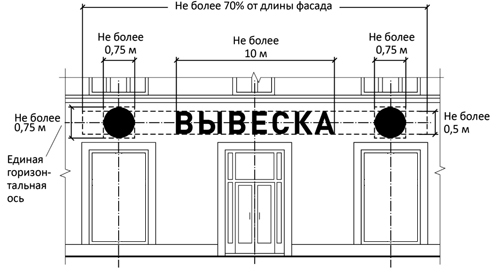 Не более 70% от длины фасада
Не более
0,75 м
Не более
10 м
Не более
0,75 м
Не более
0,75 м
ВЫВЕСКА
Не более
0,5 м
Единая
горизон-
тальная
ось